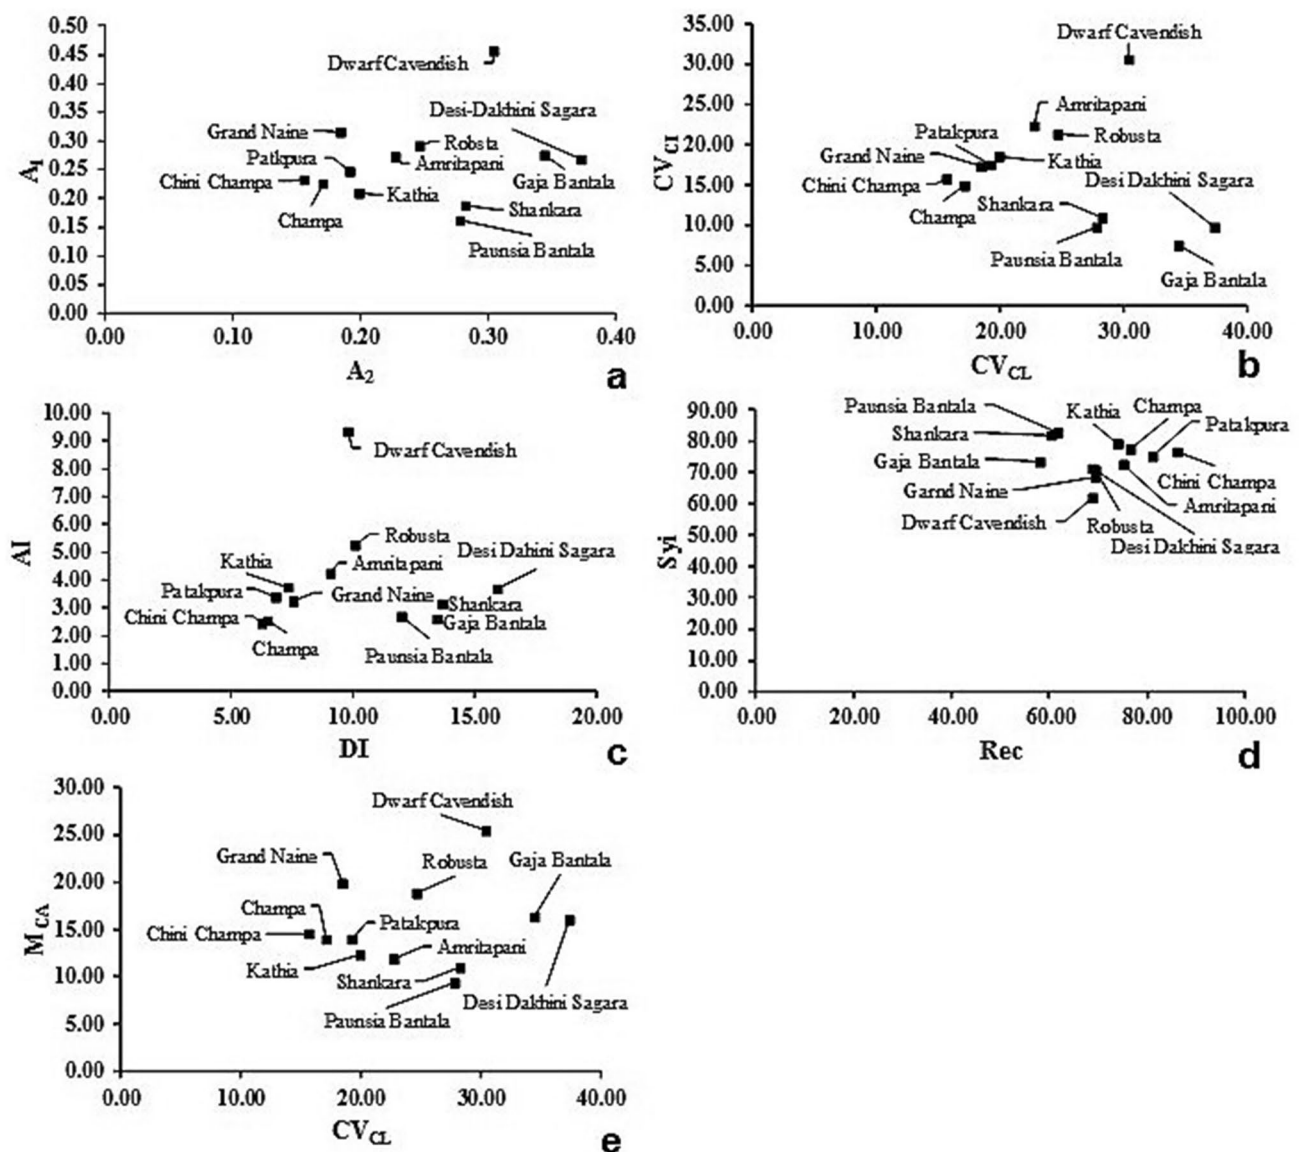 0.50
0.45
0.40
0.35
0.30
0.25
0.20
0.15
0.10
0.05
0.00
A1
Dwarf Cavendish
Desi-Dakhini Sagara
Grand Naine
Robsta
Patkpura
Amritapani
Chini Champa
Gaja Bantala
Kathia
Champa
Shankara
Paunsia Bantala
0.00 0.10 0.20 0.30 0.40
A2
a
35.00
30.00
25.00
20.00
15.00
10.00
5.00
0.00
CVCI
Dwarf Cavendish
Amritapani
Patakpura
Robusta
Grand Naine
Kathia
Chini Champa
Desi Dakhini Sagara
Champa
Shankara
Paunsia Bantala
Gaja Bantala
0.00 10.00 20.00 30.00 40.00
CVCL
b
10.00
9.00
8.00
7.00
6.00
5.00
4.00
3.00
2.00
1.00
0.00
AI
Dwarf Cavendish
Robusta
Desi Dahini Sagara
Kathia
Amritapani
Patakpura
Grand Naine
Shankara
Chini Champa
Gaja Bantala
Champa
Paunsia Bantala
0.00 5.00 10.00 15.00 20.00
DI
c
90.00
80.00
70.00
60.00
50.00
40.00
30.00
20.00
10.00
0.00
Syi
Paunsia Bantala
Kathia
Champa
Shankara
Patakpura
Gaja Bantala
Chini Champa
Garnd Naine
Amritapani
Dwarf Cavendish
Robusta
Desi Dakhini Sagara
0.00 20.00 40.00 60.00 80.00 100.00
Rec
d
30.00
25.00
20.00
15.00
10.00
5.00
0.00
MCA
Dwarf Cavendish
Grand Naine
Robusta
Gaja Bantala
Champa
Patakpura
Chini Champa
Amritapani
Kathia
Shankara
Desi Dakhini Sagara
Paunsia Bantala
0.00 10.00 20.00 30.00 40.00
CVCL
e